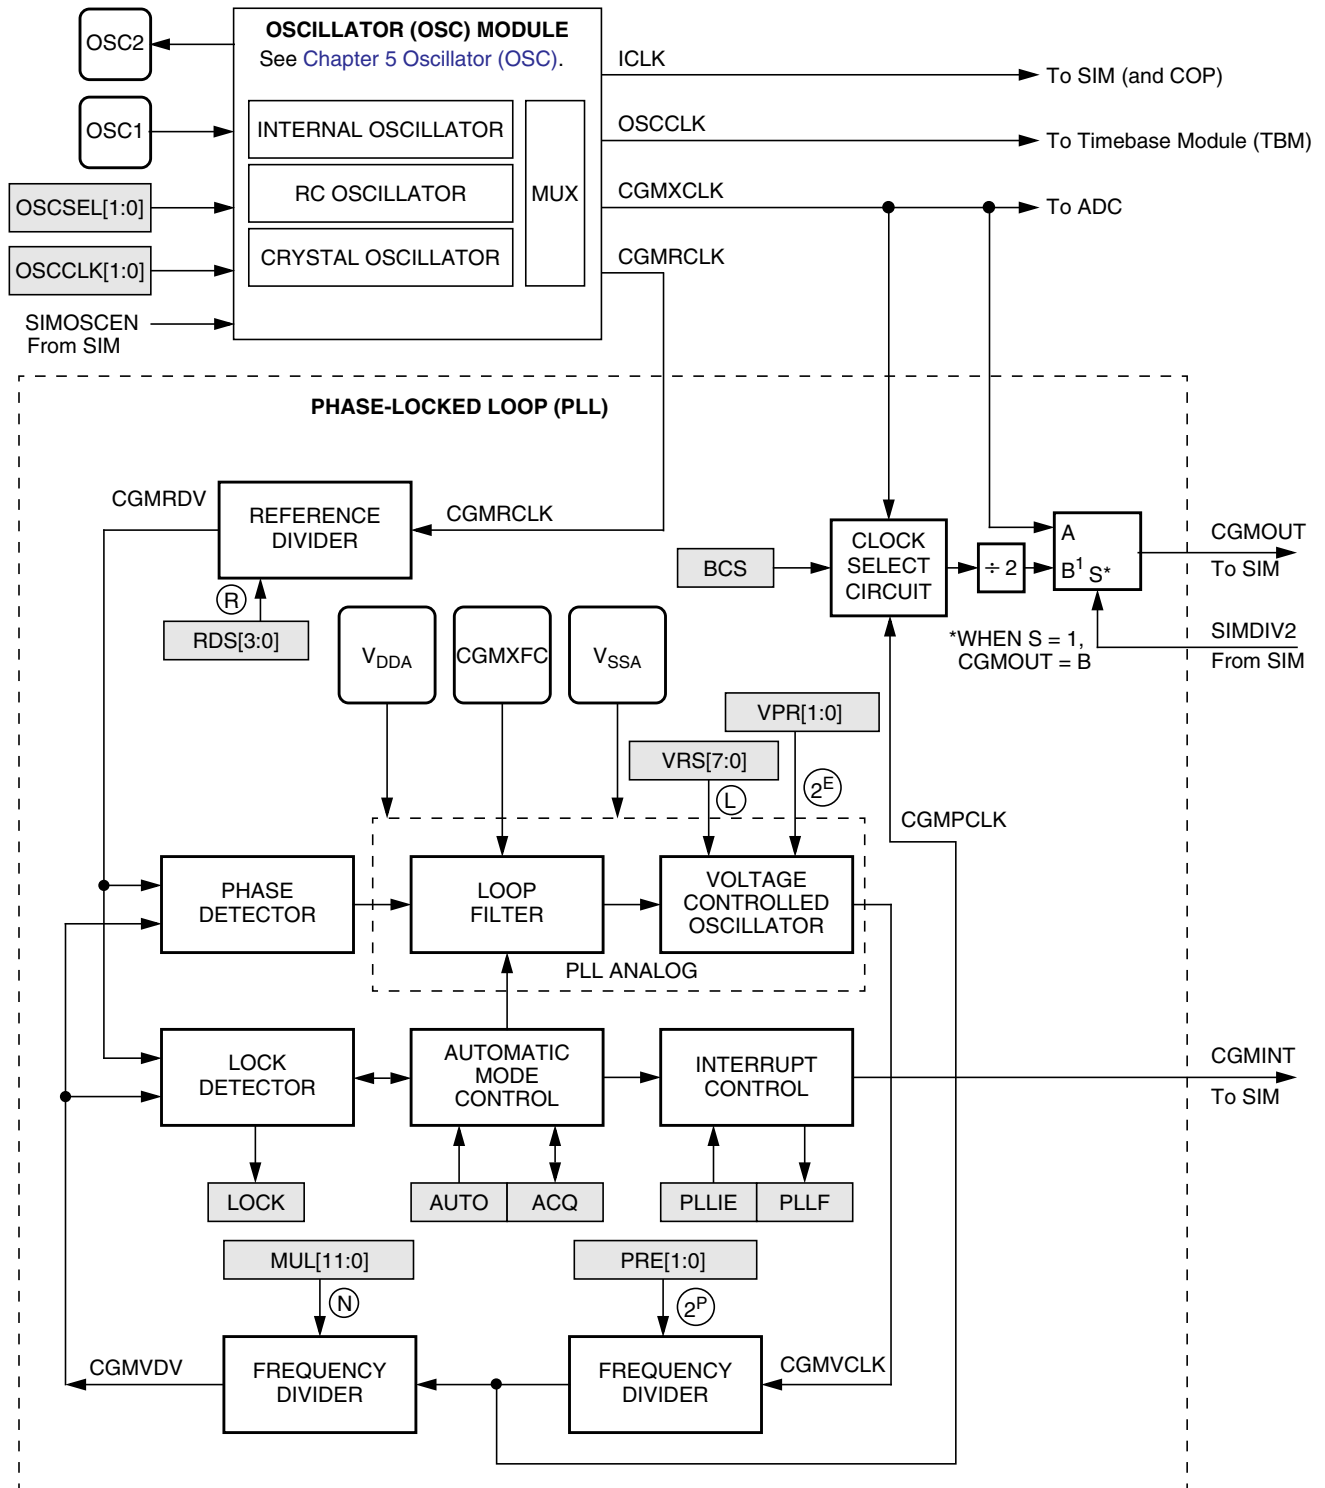 OSCILLATOR (OSC) MODULE
See Chapter 5 Oscillator (OSC).
OSC2
OSC1
OSCSEL[1:0]
OSCCLK[1:0]
SIMOSCEN
From SIM
INTERNAL OSCILLATOR
RC OSCILLATOR
CRYSTAL OSCILLATOR
MUX
ICLK
To SIM (and COP)
OSCCLK
To Timebase Module (TBM)
CGMXCLK
To ADC
CGMRCLK
PHASE-LOCKED LOOP (PLL)
CGMRDV
REFERENCE
DIVIDER
CGMRCLK
R
RDS[3:0]
BCS
CLOCK
SELECT
CIRCUIT
÷ 2
A
B¹ S*
CGMOUT
To SIM
*WHEN S = 1,
CGMOUT = B
SIMDIV2
From SIM
VDDA
CGMXFC
VSSA
VPR[1:0]
VRS[7:0]
L
2^E
CGMPCLK
PHASE
DETECTOR
LOOP
FILTER
VOLTAGE
CONTROLLED
OSCILLATOR
PLL ANALOG
LOCK
DETECTOR
AUTOMATIC
MODE
CONTROL
INTERRUPT
CONTROL
CGMINT
To SIM
LOCK
AUTO
ACQ
PLLIE
PLLF
MUL[11:0]
N
PRE[1:0]
2^P
CGMVDV
FREQUENCY
DIVIDER
FREQUENCY
DIVIDER
CGMVCLK